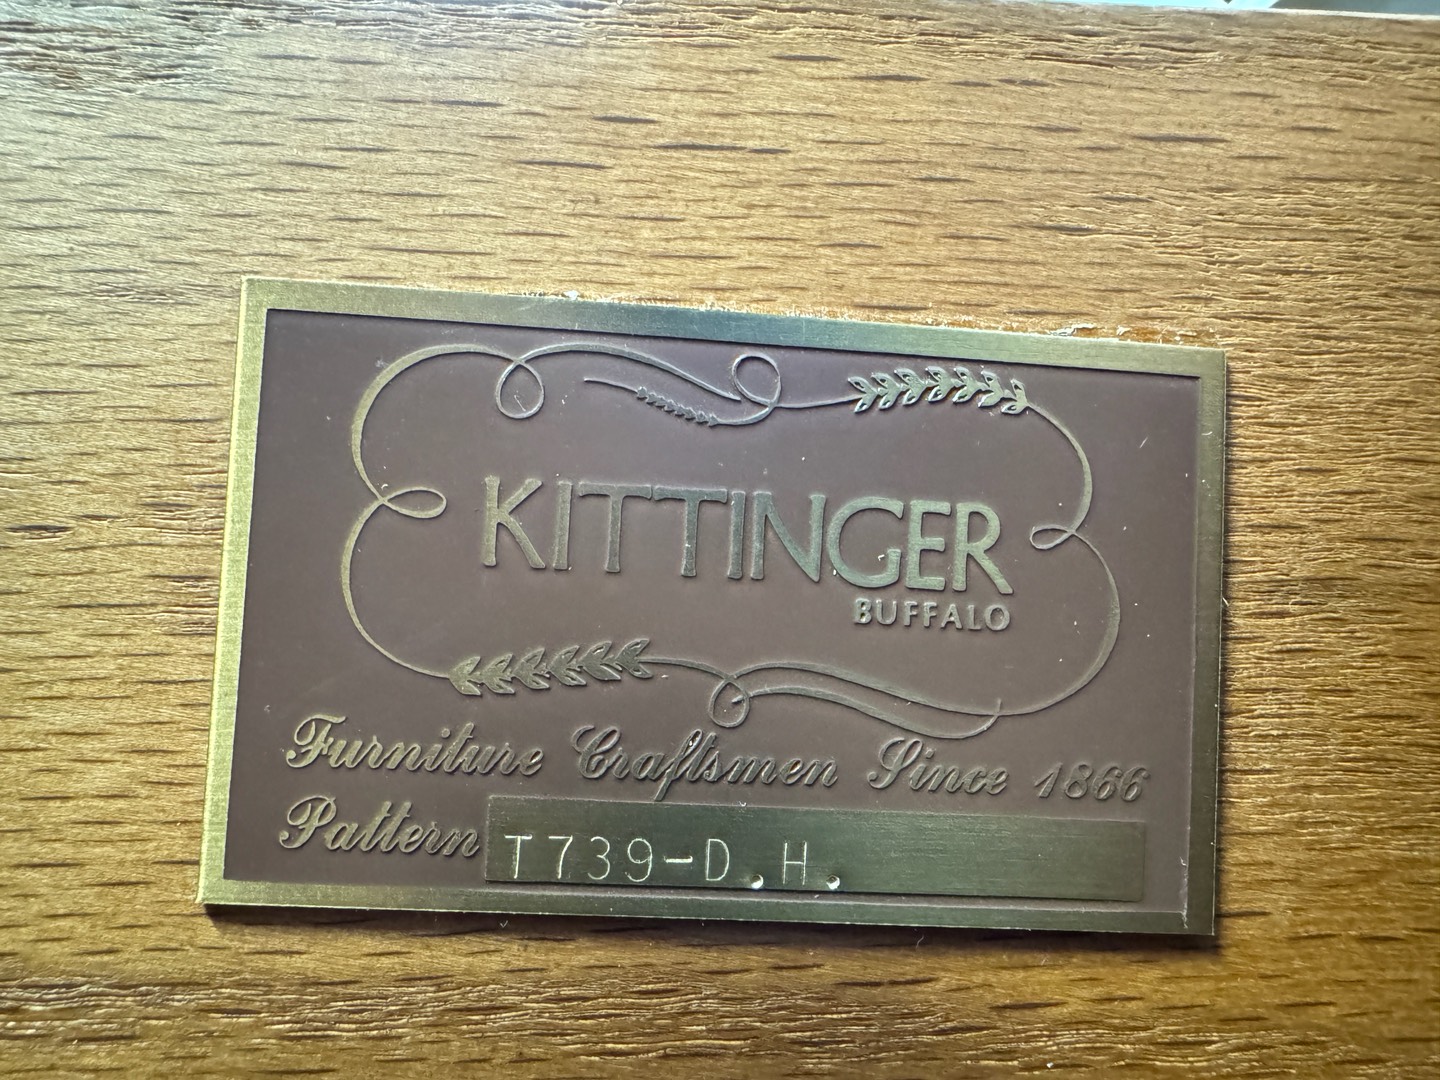 KITTINGER
BUFFALO
Furniture Craftsmen Since 1866
Pattern T739-D.H.